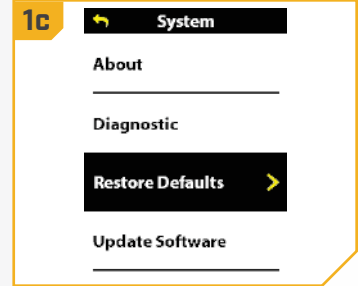 1c
System
About
Diagnostic
Restore Defaults
Update Software